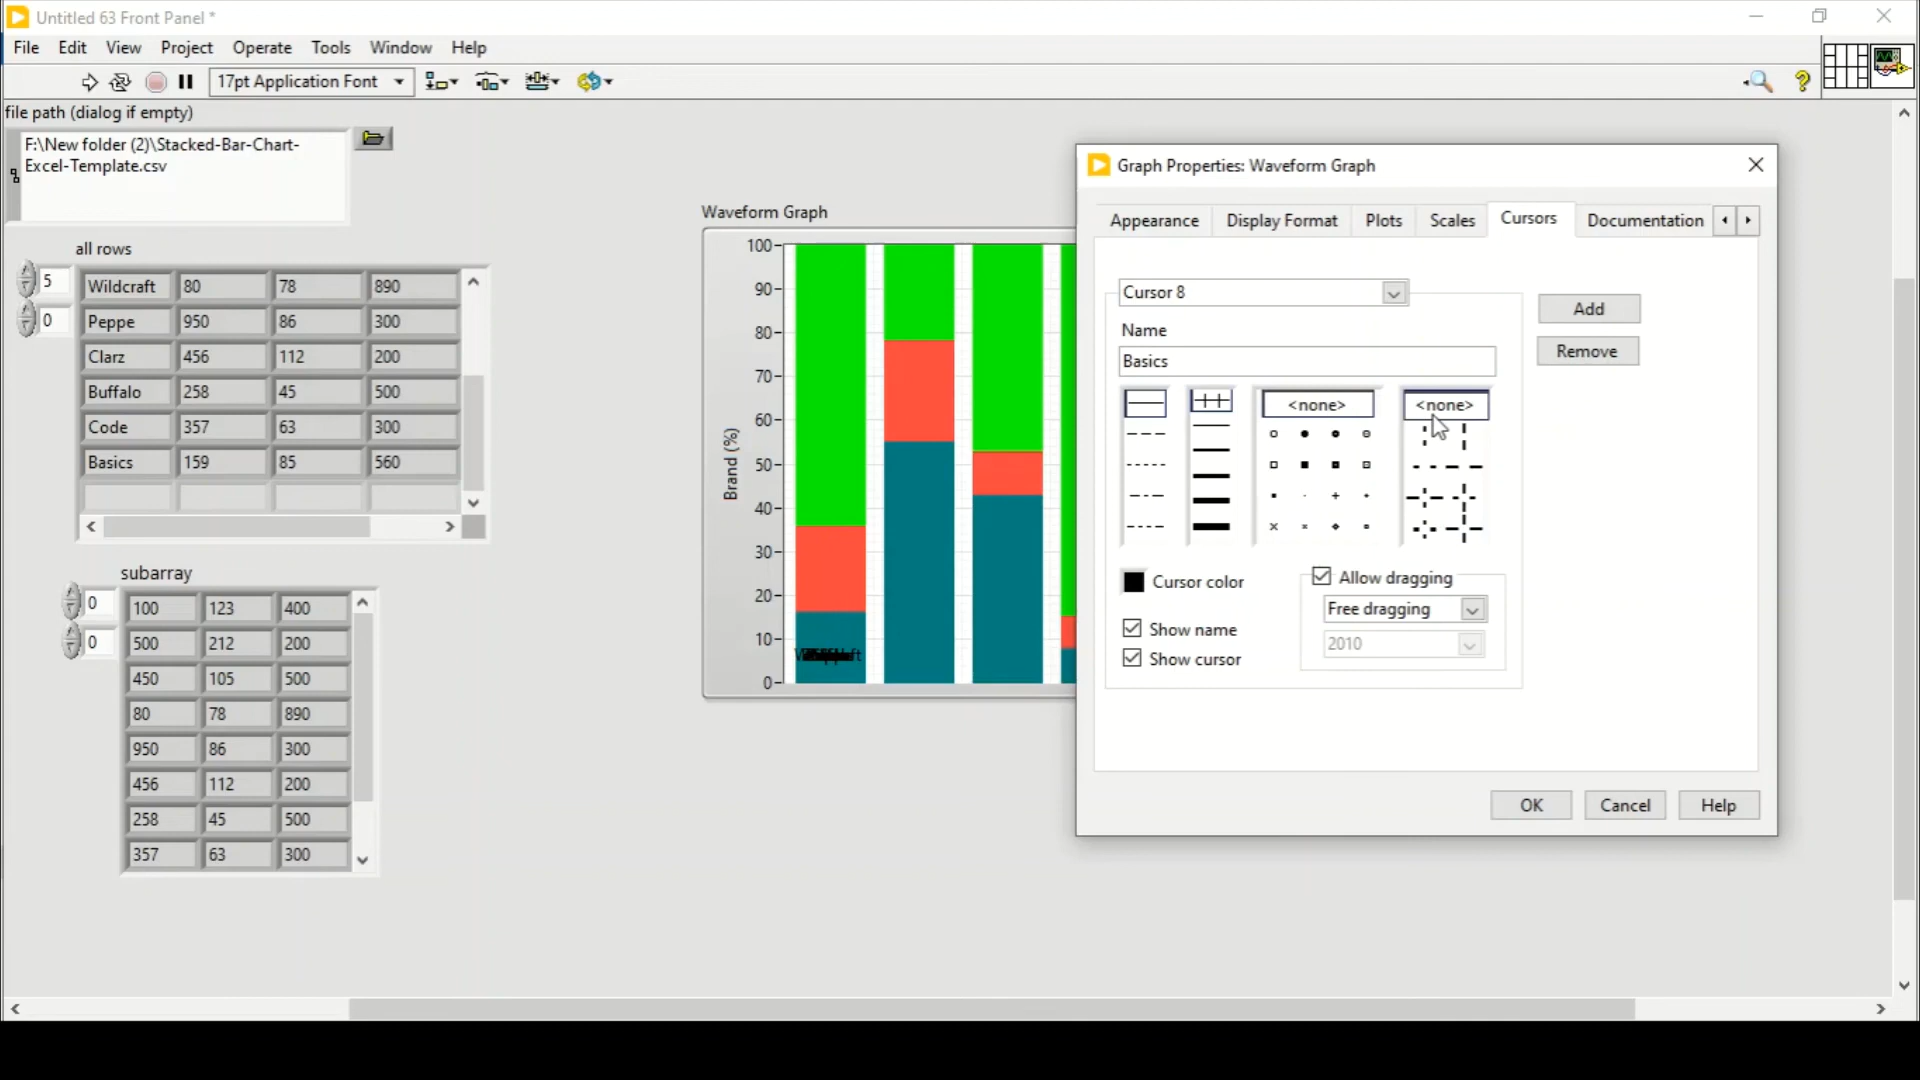 Untitled 63 Front Panel *
File Edit View Project Operate Tools Window Help
17pt Application Font
file path (dialog if empty)
F:\New folder (2)\Stacked-Bar-Chart-
Excel-Template.csv
all rows
5
0
Wildcraft 80 78 890
Peppe 950 86 300
Clarz 456 112 200
Buffalo 258 45 500
Code 357 63 300
Basics 159 85 560
subarray
0
0
100 123 400
500 212 200
450 105 500
80 78 890
950 86 300
456 112 200
258 45 500
357 63 300
Waveform Graph
Brand (%)
100
90
80
70
60
50
40
30
20
10
0
Graph Properties: Waveform Graph
Appearance Display Format Plots Scales Cursors Documentation
Cursor 8
Add
Name
Remove
Basics
<none> <none>
Cursor color
Allow dragging
Free dragging
2010
Show name
Show cursor
OK Cancel Help